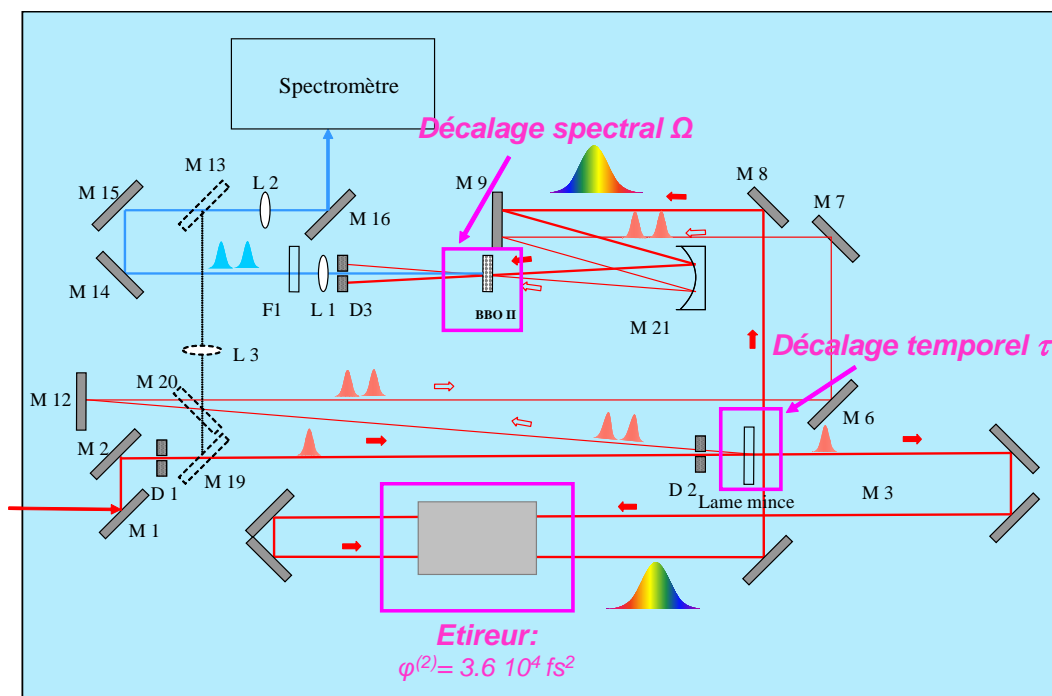 Spectromètre
Décalage spectral Ω
M 13
M 15
L 2
M 16
M 9
M 8
M 7
M 14
F1
L 1
D3
BBO II
M 21
Décalage temporel τ
L 3
M 20
M 12
M 6
M 2
D 1
M 19
D 2
Lame mince
M 3
M 1
Etireur:
φ(2)= 3.6 10⁴ fs²